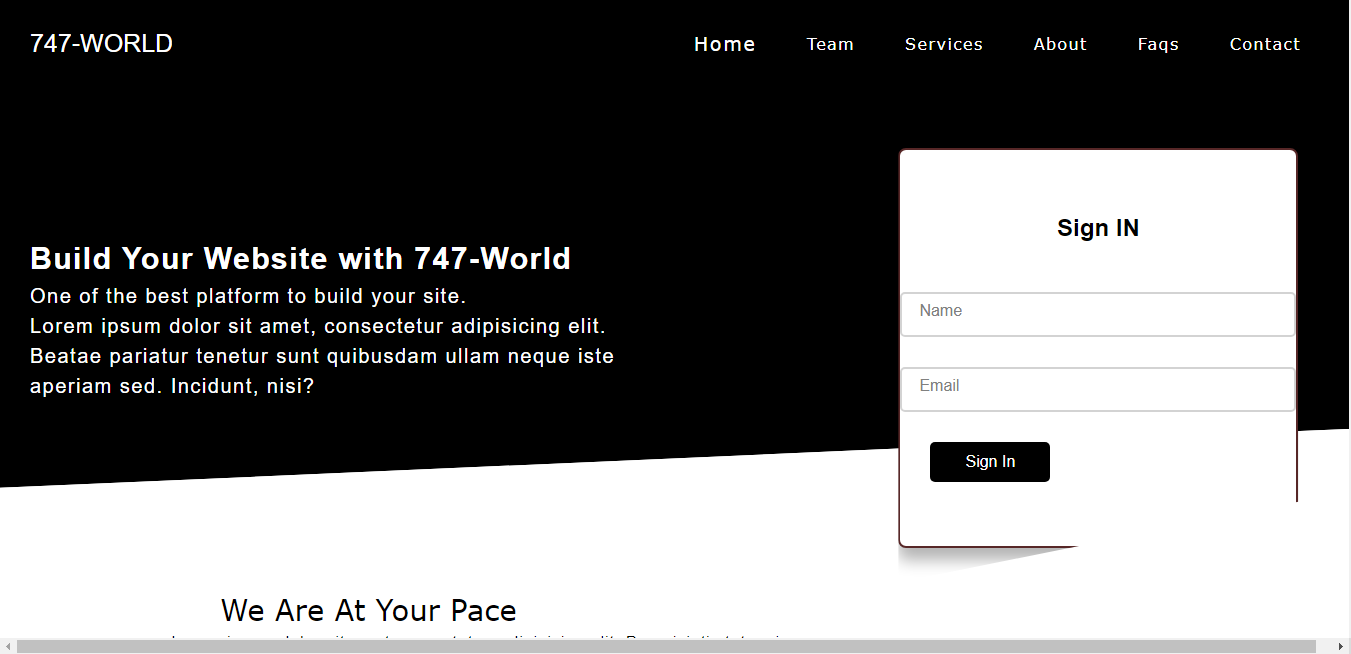 747-WORLD
Home Team Services About Faqs Contact
Build Your Website with 747-World
One of the best platform to build your site.
Lorem ipsum dolor sit amet, consectetur adipisicing elit.
Beatae pariatur tenetur sunt quibusdam ullam neque iste
aperiam sed. Incidunt, nisi?
Sign IN
Name
Email
Sign In
We Are At Your Pace